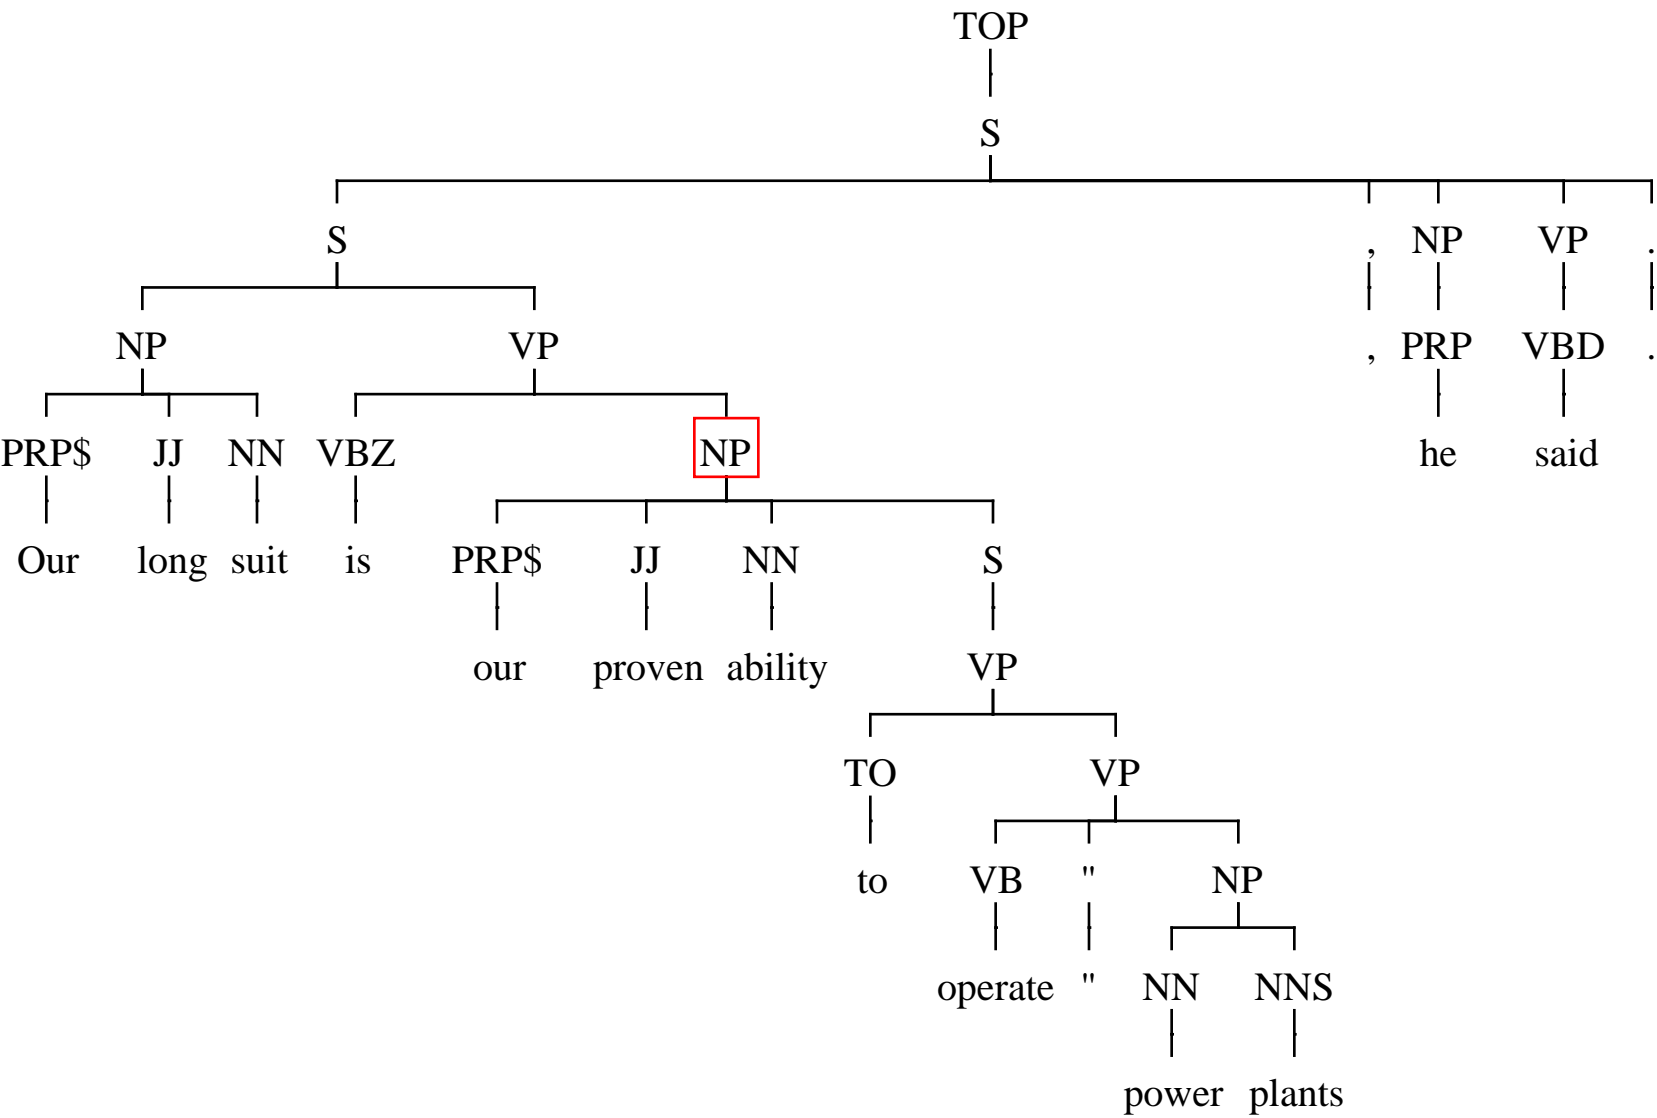 TOP
S
S , NP VP .
NP VP , PRP VBD .
PRP$ JJ NN VBZ NP he said
Our long suit is PRP$ JJ NN S
our proven ability VP
TO VP
to VB " NP
operate " NN NNS
power plants